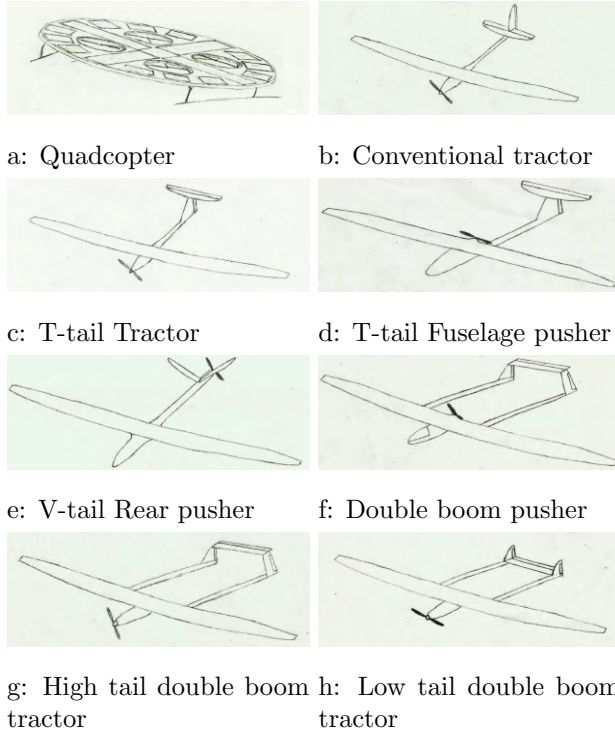 a: Quadcopter
b: Conventional tractor
c: T-tail Tractor
d: T-tail Fuselage pusher
e: V-tail Rear pusher
f: Double boom pusher
g: High tail double boom
tractor
h: Low tail double boom
tractor